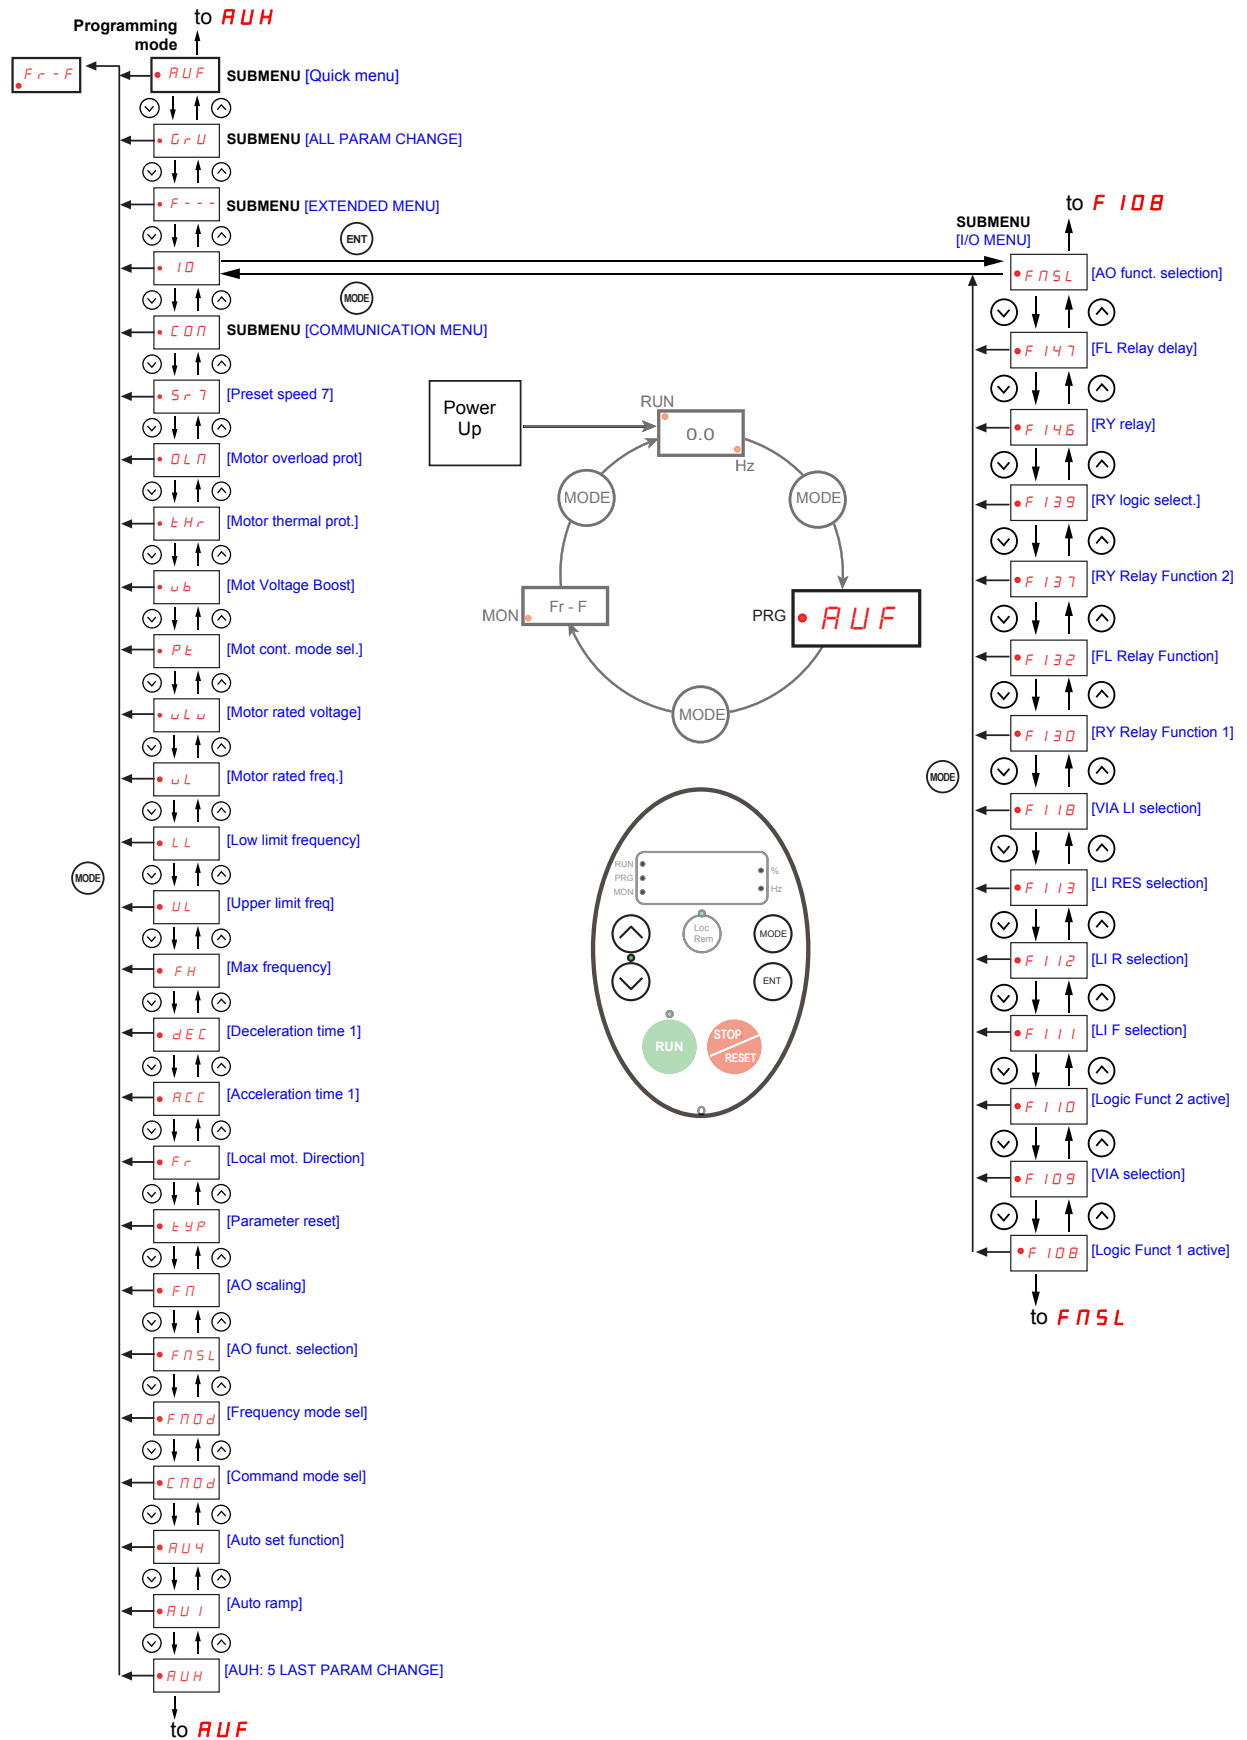 to AUH
Programming
mode
Fr-F
AUF
SUBMENU [Quick menu]
GrU
SUBMENU [ALL PARAM CHANGE]
F---
SUBMENU [EXTENDED MENU]
ENT
IO
MODE
CON
SUBMENU [COMMUNICATION MENU]
Sr7
[Preset speed 7]
OLM
[Motor overload prot]
tHr
[Motor thermal prot.]
ub
[Mot Voltage Boost]
Pt
[Mot cont. mode sel.]
uLu
[Motor rated voltage]
uL
[Motor rated freq.]
LL
[Low limit frequency]
MODE
UL
[Upper limit freq]
FH
[Max frequency]
dEC
[Deceleration time 1]
ACC
[Acceleration time 1]
Fr
[Local mot. Direction]
tYP
[Parameter reset]
FM
[AO scaling]
FMSL
[AO funct. selection]
FMOd
[Frequency mode sel]
CMOd
[Command mode sel]
AU4
[Auto set function]
AU1
[Auto ramp]
AUH
[AUH: 5 LAST PARAM CHANGE]
to AUF
Power
Up
RUN
0.0
Hz
MODE
MODE
MON
Fr - F
PRG
AUF
MODE
RUN
PRG
MON
%
Hz
Loc
Rem
MODE
ENT
RUN
STOP
RESET
to F108
SUBMENU
[I/O MENU]
FMSL
[AO funct. selection]
F147
[FL Relay delay]
F146
[RY relay]
F139
[RY logic select.]
F137
[RY Relay Function 2]
F132
[FL Relay Function]
F130
[RY Relay Function 1]
MODE
F118
[VIA LI selection]
F113
[LI RES selection]
F112
[LI R selection]
F111
[LI F selection]
F110
[Logic Funct 2 active]
F109
[VIA selection]
F108
[Logic Funct 1 active]
to FMSL